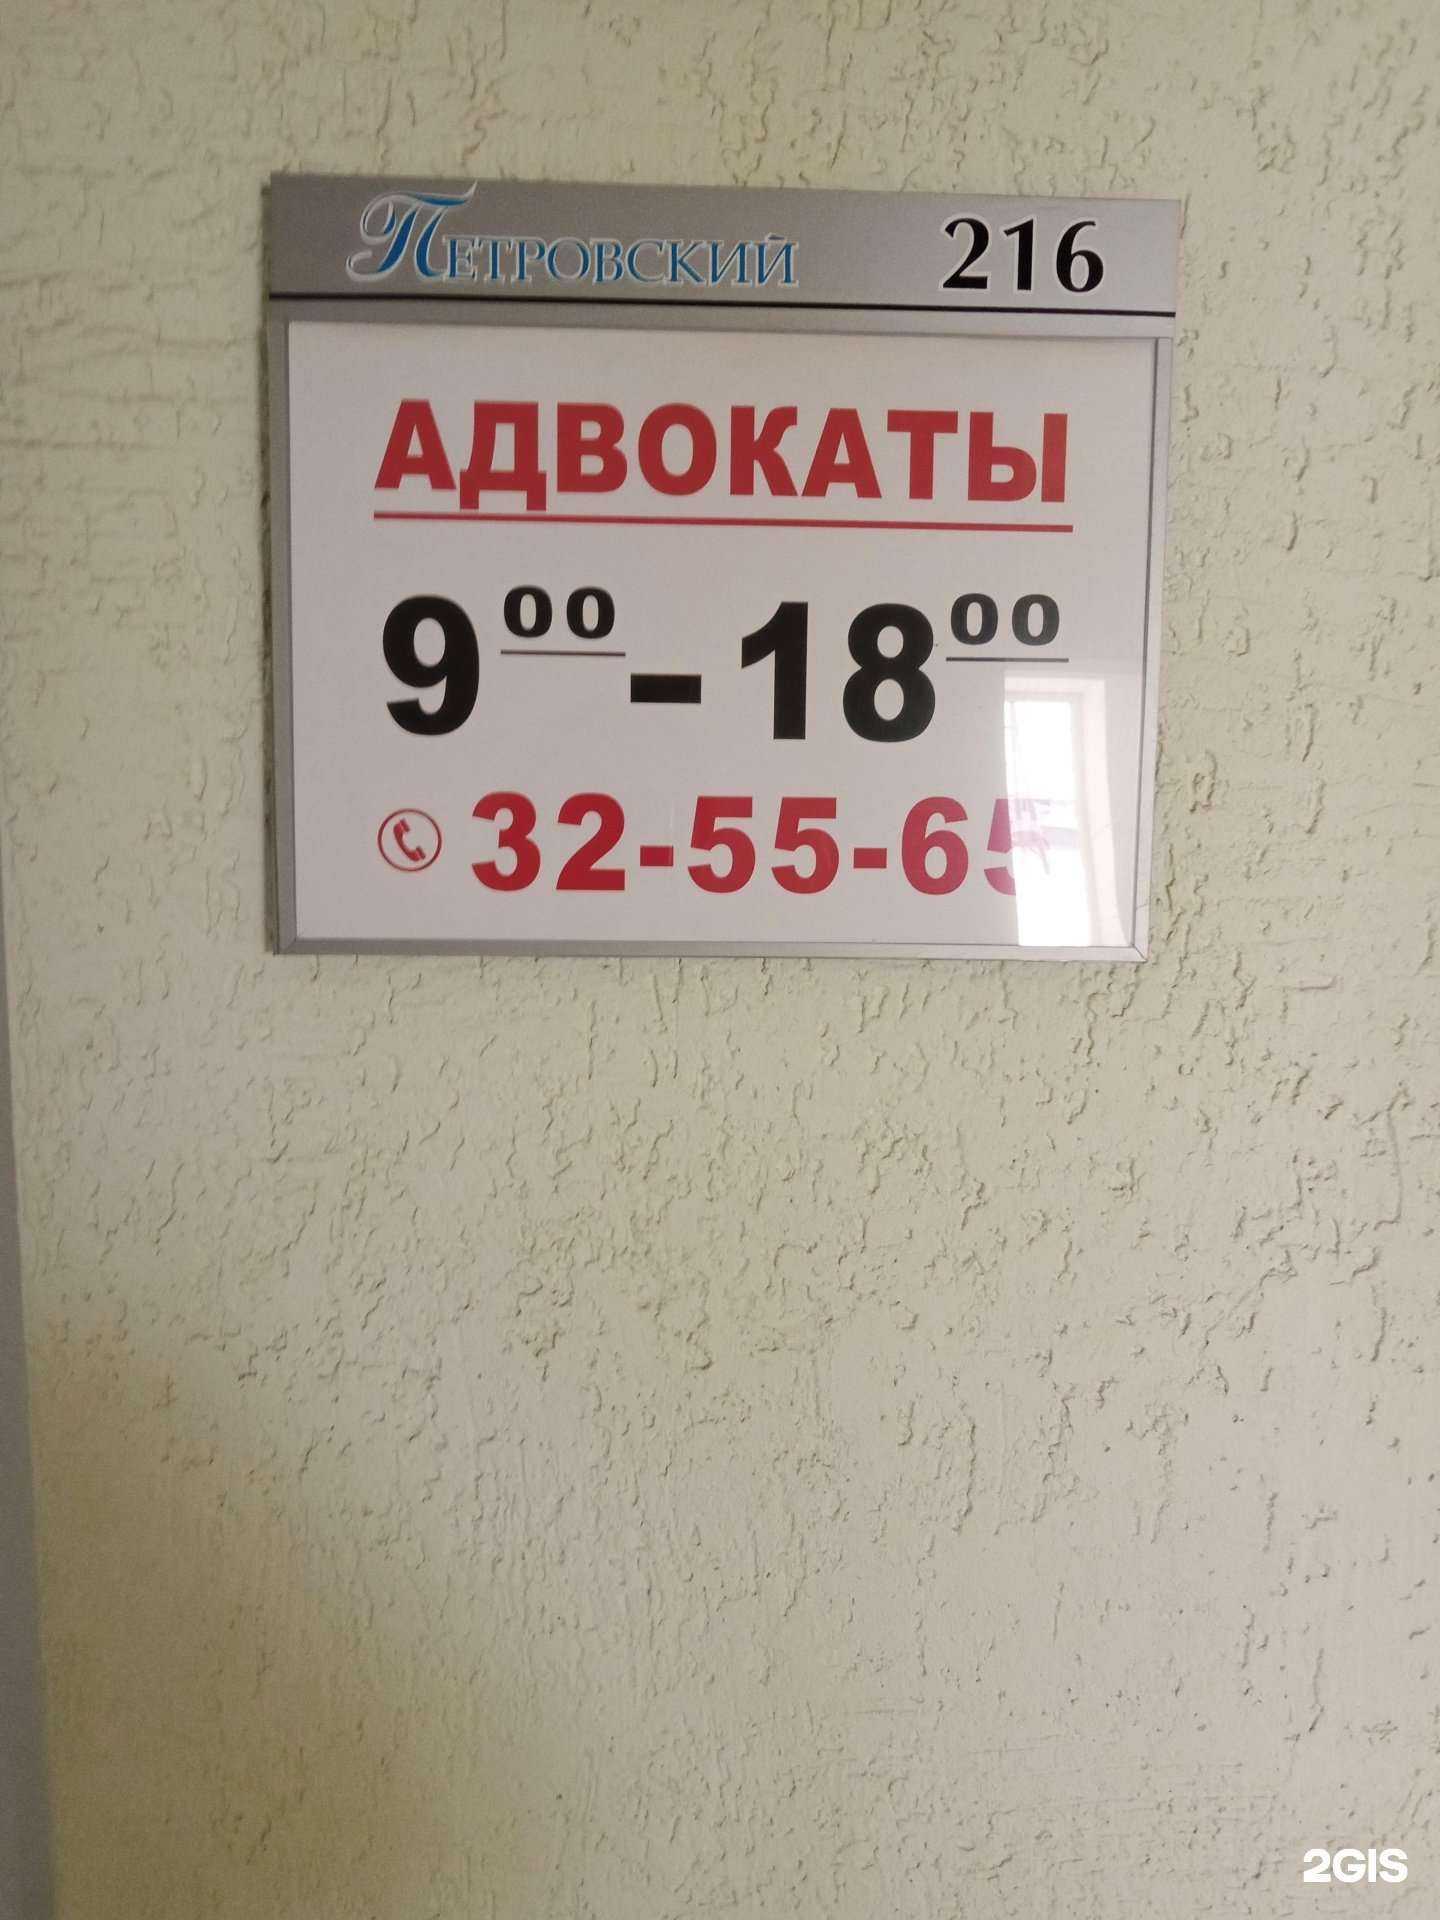 Петровский 216
АДВОКАТЫ
9⁰⁰-18⁰⁰
32-55-65
2GIS